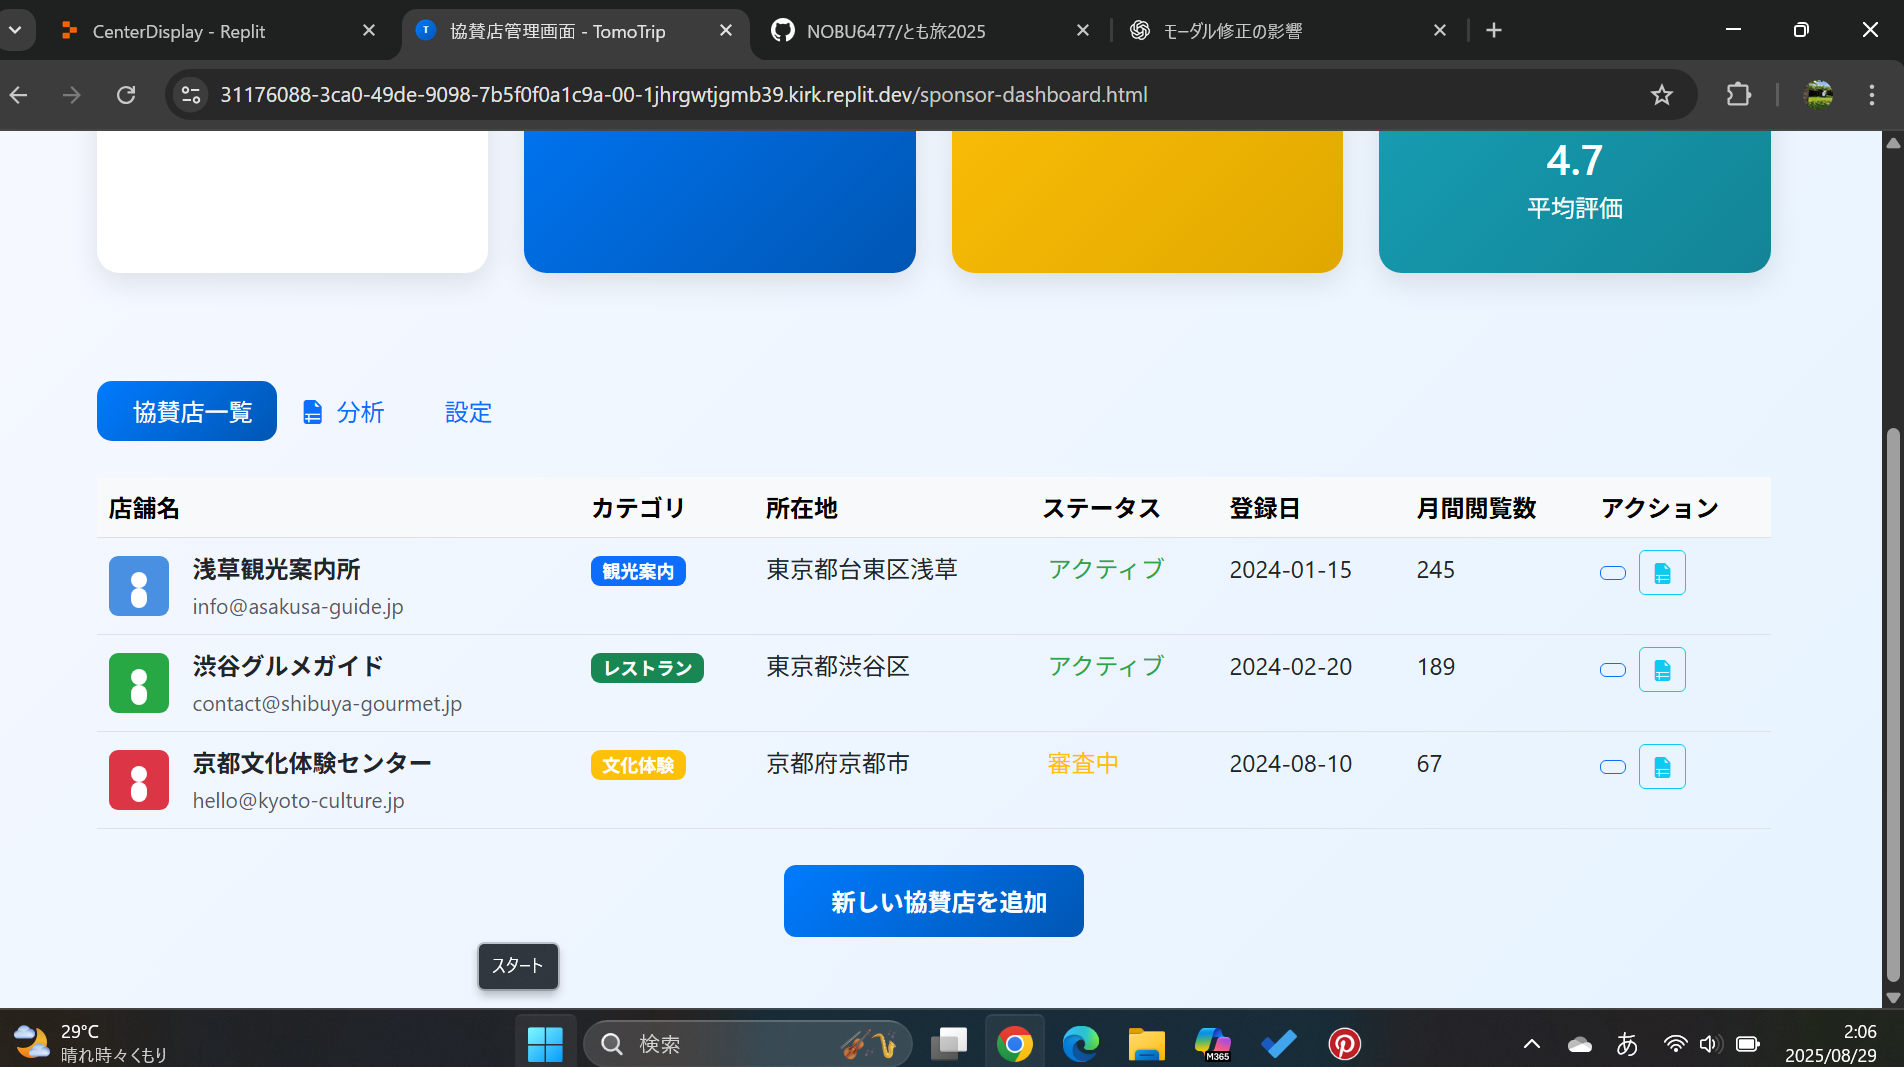 CenterDisplay - Replit
協賛店管理画面 - TomoTrip
NOBU6477/とも旅2025
モーダル修正の影響
31176088-3ca0-49de-9098-7b5f0f0a1c9a-00-1jhrgwtjgmb39.kirk.replit.dev/sponsor-dashboard.html
4.7
平均評価
協賛店一覧 分析 設定
店舗名 カテゴリ 所在地 ステータス 登録日 月間閲覧数 アクション
浅草観光案内所 観光案内 東京都台東区浅草 アクティブ 2024-01-15 245
info@asakusa-guide.jp
渋谷グルメガイド レストラン 東京都渋谷区 アクティブ 2024-02-20 189
contact@shibuya-gourmet.jp
京都文化体験センター 文化体験 京都府京都市 審査中 2024-08-10 67
hello@kyoto-culture.jp
新しい協賛店を追加
スタート
29°C
晴れ時々くもり
検索
M365
あ
2:06
2025/08/29